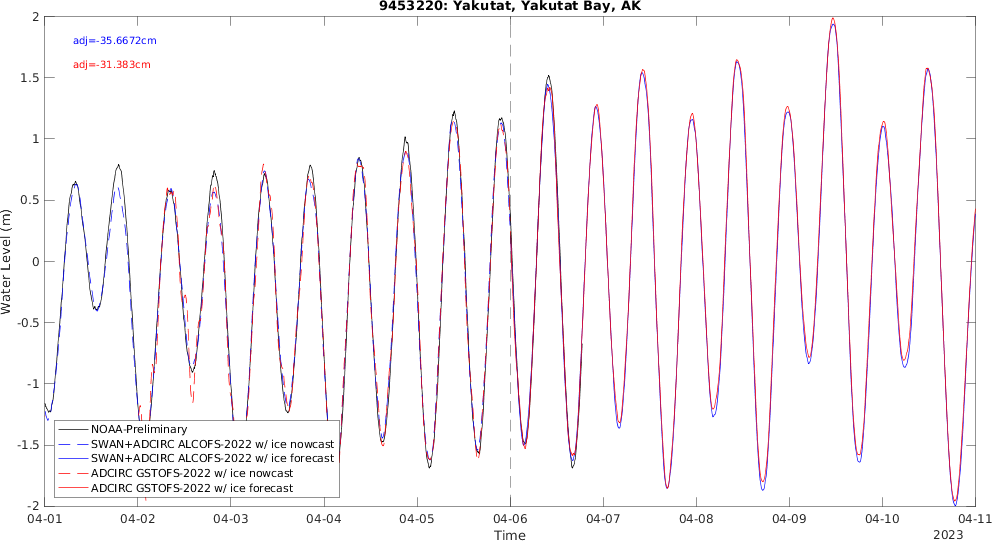 9453220: Yakutat, Yakutat Bay, AK
adj=-35.6672cm
adj=-31.383cm
Water Level (m)
2
1.5
1
0.5
0
-0.5
-1
-1.5
-2
NOAA-Preliminary
SWAN+ADCIRC ALCOFS-2022 w/ ice nowcast
SWAN+ADCIRC ALCOFS-2022 w/ ice forecast
ADCIRC GSTOFS-2022 w/ ice nowcast
ADCIRC GSTOFS-2022 w/ ice forecast
04-01 04-02 04-03 04-04 04-05 04-06 04-07 04-08 04-09 04-10 04-11
Time
2023